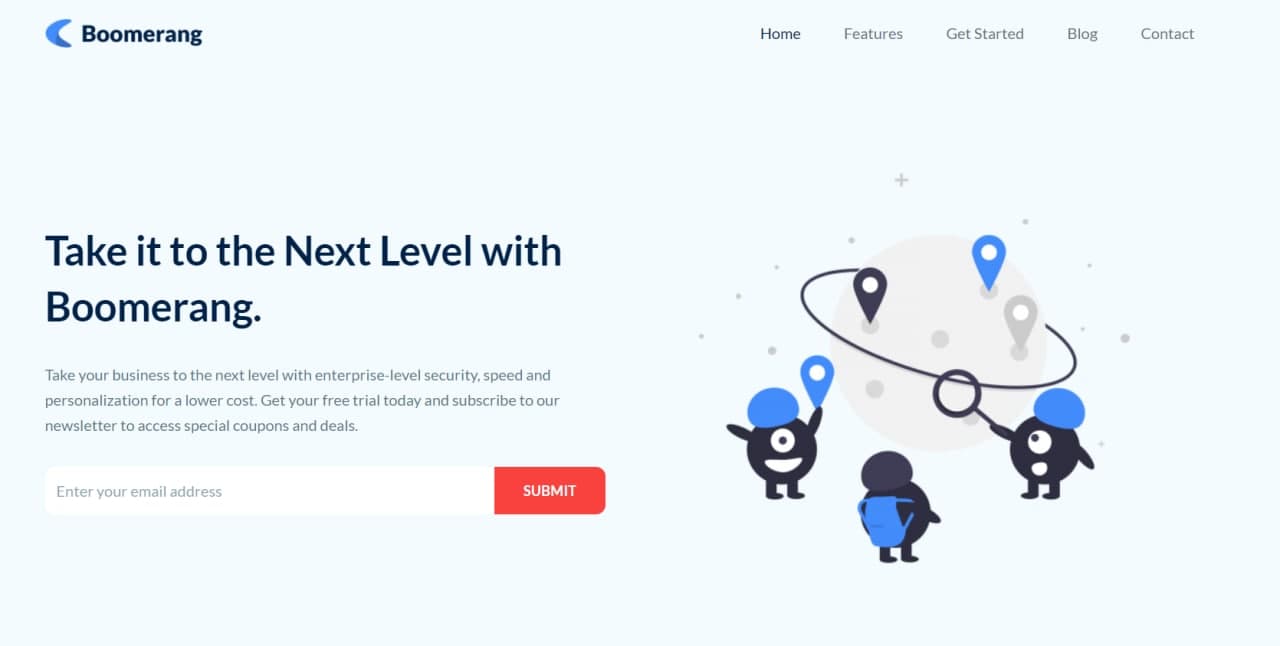 Boomerang
Home Features Get Started Blog Contact
Take it to the Next Level with
Boomerang.
Take your business to the next level with enterprise-level security, speed and
personalization for a lower cost. Get your free trial today and subscribe to our
newsletter to access special coupons and deals.
Enter your email address
SUBMIT